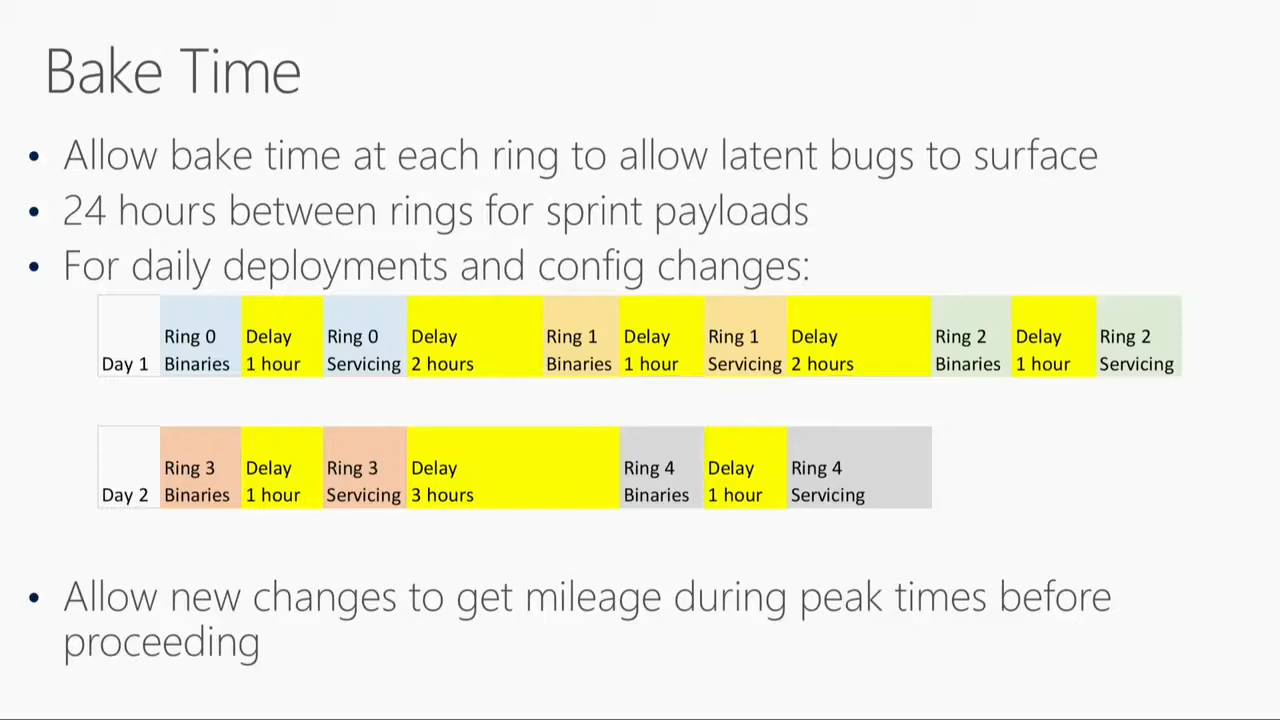 Bake Time
• Allow bake time at each ring to allow latent bugs to surface
• 24 hours between rings for sprint payloads
• For daily deployments and config changes:
Day 1 Ring 0 Binaries Delay 1 hour Ring 0 Servicing Delay 2 hours Ring 1 Binaries Delay 1 hour Ring 1 Servicing Delay 2 hours Ring 2 Binaries Delay 1 hour Ring 2 Servicing
Day 2 Ring 3 Binaries Delay 1 hour Ring 3 Servicing Delay 3 hours Ring 4 Binaries Delay 1 hour Ring 4 Servicing
• Allow new changes to get mileage during peak times before
proceeding